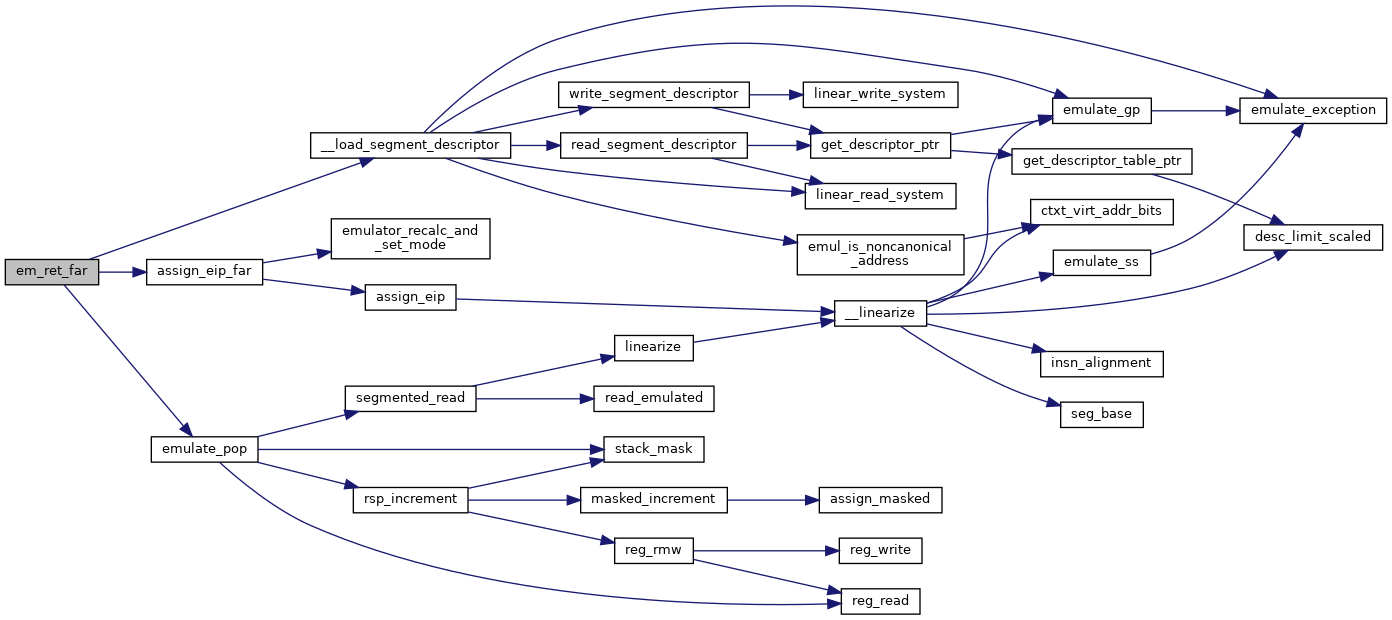 em_ret_far
__load_segment_descriptor
write_segment_descriptor
linear_write_system
emulate_gp
emulate_exception
read_segment_descriptor
get_descriptor_ptr
get_descriptor_table_ptr
linear_read_system
ctxt_virt_addr_bits
desc_limit_scaled
emulator_recalc_and
_set_mode
emul_is_noncanonical
_address
emulate_ss
assign_eip_far
assign_eip
__linearize
linearize
insn_alignment
segmented_read
read_emulated
seg_base
emulate_pop
stack_mask
rsp_increment
masked_increment
assign_masked
reg_rmw
reg_write
reg_read